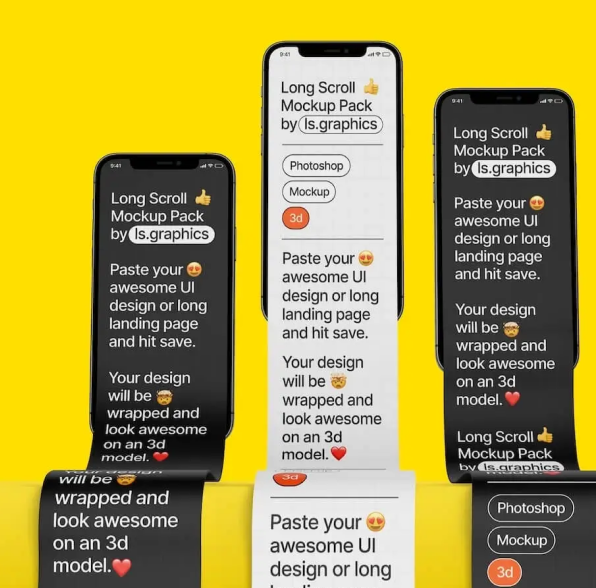 9:41
Long Scroll 👍
Mockup Pack
by ls.graphics
Paste your 😍
awesome UI
design or long
landing page
and hit save.
Your design
will be 🤯
wrapped and
look awesome
on an 3d
model.❤️
Your design
will be 🤯
wrapped and
look awesome
on an 3d
model.❤️
9:41
Long Scroll 👍
Mockup Pack
by ls.graphics
Photoshop
Mockup
3d
Paste your 😍
awesome UI
design or long
landing page
and hit save.
Your design
will be 🤯
wrapped and
look awesome
on an 3d
model.❤️
3d
Paste your 😍
awesome UI
design or long
9:41
Long Scroll 👍
Mockup Pack
by ls.graphics
Paste your 😍
awesome UI
design or long
landing page
and hit save.
Your design
will be 🤯
wrapped and
look awesome
on an 3d
model.❤️
Long Scroll 👍
Mockup Pack
by ls.graphics
model.❤️
Photoshop
Mockup
3d